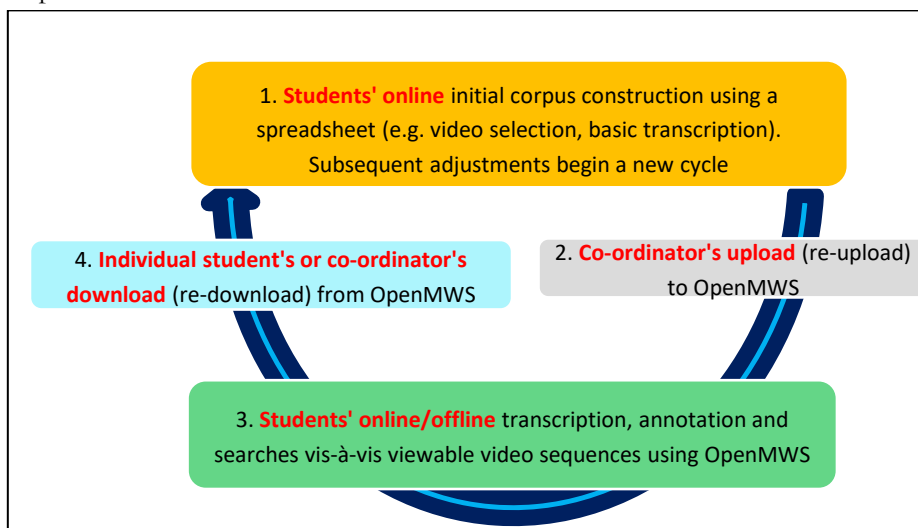 1. Students' online initial corpus construction using a
spreadsheet (e.g. video selection, basic transcription).
Subsequent adjustments begin a new cycle
4. Individual student's or co-ordinator's
download (re-download) from OpenMWS
2. Co-ordinator's upload (re-upload)
to OpenMWS
3. Students' online/offline transcription, annotation and
searches vis-à-vis viewable video sequences using OpenMWS